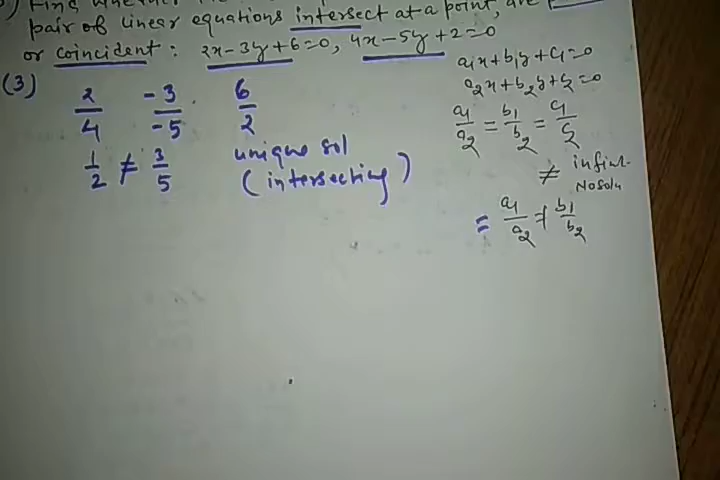 pair of linear equations intersect at a point, are
or coincident : 2x-3y+6=0, 4x-5y+2=0
(3)
2/4 -3/-5 6/2
1/2 ≠ 3/5 unique sol
(intersecting)
a1x+b1y+c1=0
a2x+b2y+c2=0
a1/a2 = b1/b2 = c1/c2
≠ infini
No solu
= a1/a2 ≠ b1/b2